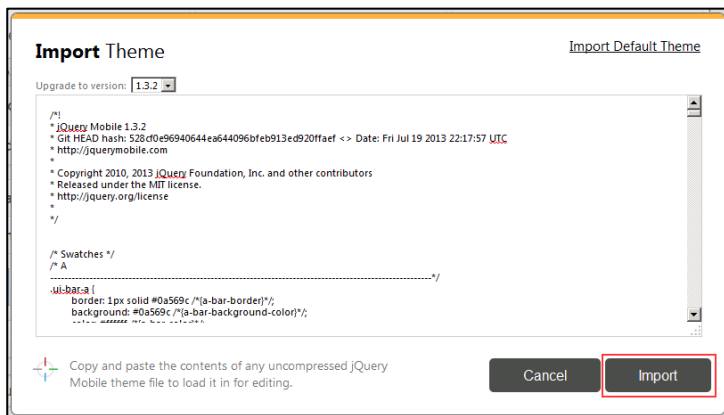 Import Theme
Import Default Theme
Upgrade to version: 1.3.2
/*!
* jQuery Mobile 1.3.2
* Git HEAD hash: 528cf0e96940644ea644096bfeb913ed920ffaef <> Date: Fri Jul 19 2013 22:17:57 UTC
* http://jquerymobile.com
*
* Copyright 2010, 2013 jQuery Foundation, Inc. and other contributors
* Released under the MIT license.
* http://jquery.org/license
*
*/
/* Swatches */
/* A
-----------------------------------------------------------------------------------------------------------*/
.ui-bar-a {
border: 1px solid #0a569c /*{a-bar-border}*/;
background: #0a569c /*{a-bar-background-color}*/;
color: #ffffff /*{a-bar-color}*/;
Copy and paste the contents of any uncompressed jQuery
Mobile theme file to load it in for editing.
Cancel
Import